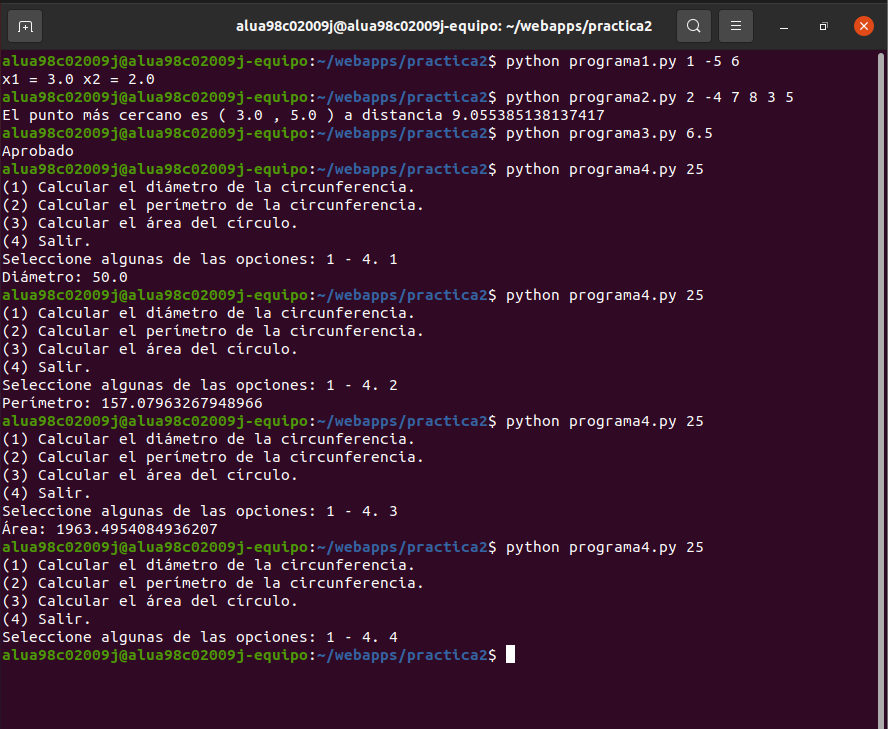 alua98c02009j@alua98c02009j-equipo: ~/webapps/practica2
alua98c02009j@alua98c02009j-equipo:~/webapps/practica2$ python programa1.py 1 -5 6
x1 = 3.0 x2 = 2.0
alua98c02009j@alua98c02009j-equipo:~/webapps/practica2$ python programa2.py 2 -4 7 8 3 5
El punto más cercano es ( 3.0 , 5.0 ) a distancia 9.055385138137417
alua98c02009j@alua98c02009j-equipo:~/webapps/practica2$ python programa3.py 6.5
Aprobado
alua98c02009j@alua98c02009j-equipo:~/webapps/practica2$ python programa4.py 25
(1) Calcular el diámetro de la circunferencia.
(2) Calcular el perímetro de la circunferencia.
(3) Calcular el área del círculo.
(4) Salir.
Seleccione algunas de las opciones: 1 - 4. 1
Diámetro: 50.0
alua98c02009j@alua98c02009j-equipo:~/webapps/practica2$ python programa4.py 25
(1) Calcular el diámetro de la circunferencia.
(2) Calcular el perímetro de la circunferencia.
(3) Calcular el área del círculo.
(4) Salir.
Seleccione algunas de las opciones: 1 - 4. 2
Perímetro: 157.07963267948966
alua98c02009j@alua98c02009j-equipo:~/webapps/practica2$ python programa4.py 25
(1) Calcular el diámetro de la circunferencia.
(2) Calcular el perímetro de la circunferencia.
(3) Calcular el área del círculo.
(4) Salir.
Seleccione algunas de las opciones: 1 - 4. 3
Área: 1963.4954084936207
alua98c02009j@alua98c02009j-equipo:~/webapps/practica2$ python programa4.py 25
(1) Calcular el diámetro de la circunferencia.
(2) Calcular el perímetro de la circunferencia.
(3) Calcular el área del círculo.
(4) Salir.
Seleccione algunas de las opciones: 1 - 4. 4
alua98c02009j@alua98c02009j-equipo:~/webapps/practica2$